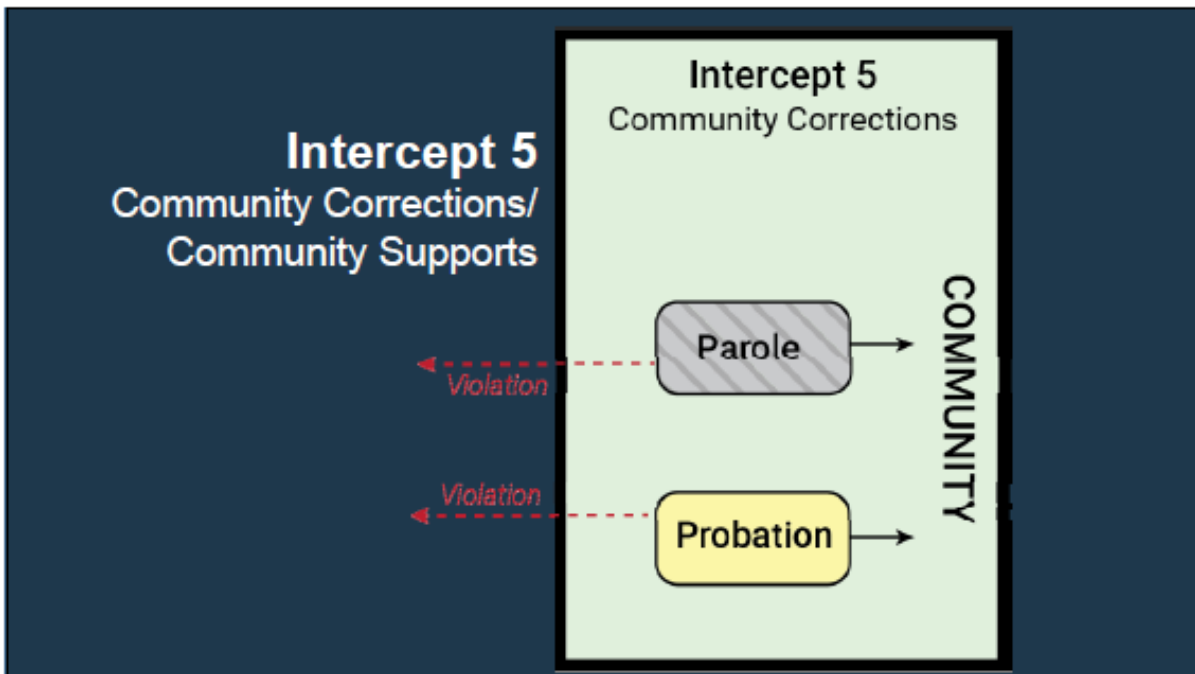 Intercept 5
Community Corrections/
Community Supports
Intercept 5
Community Corrections
Parole
Violation
Violation
Probation
COMMUNITY